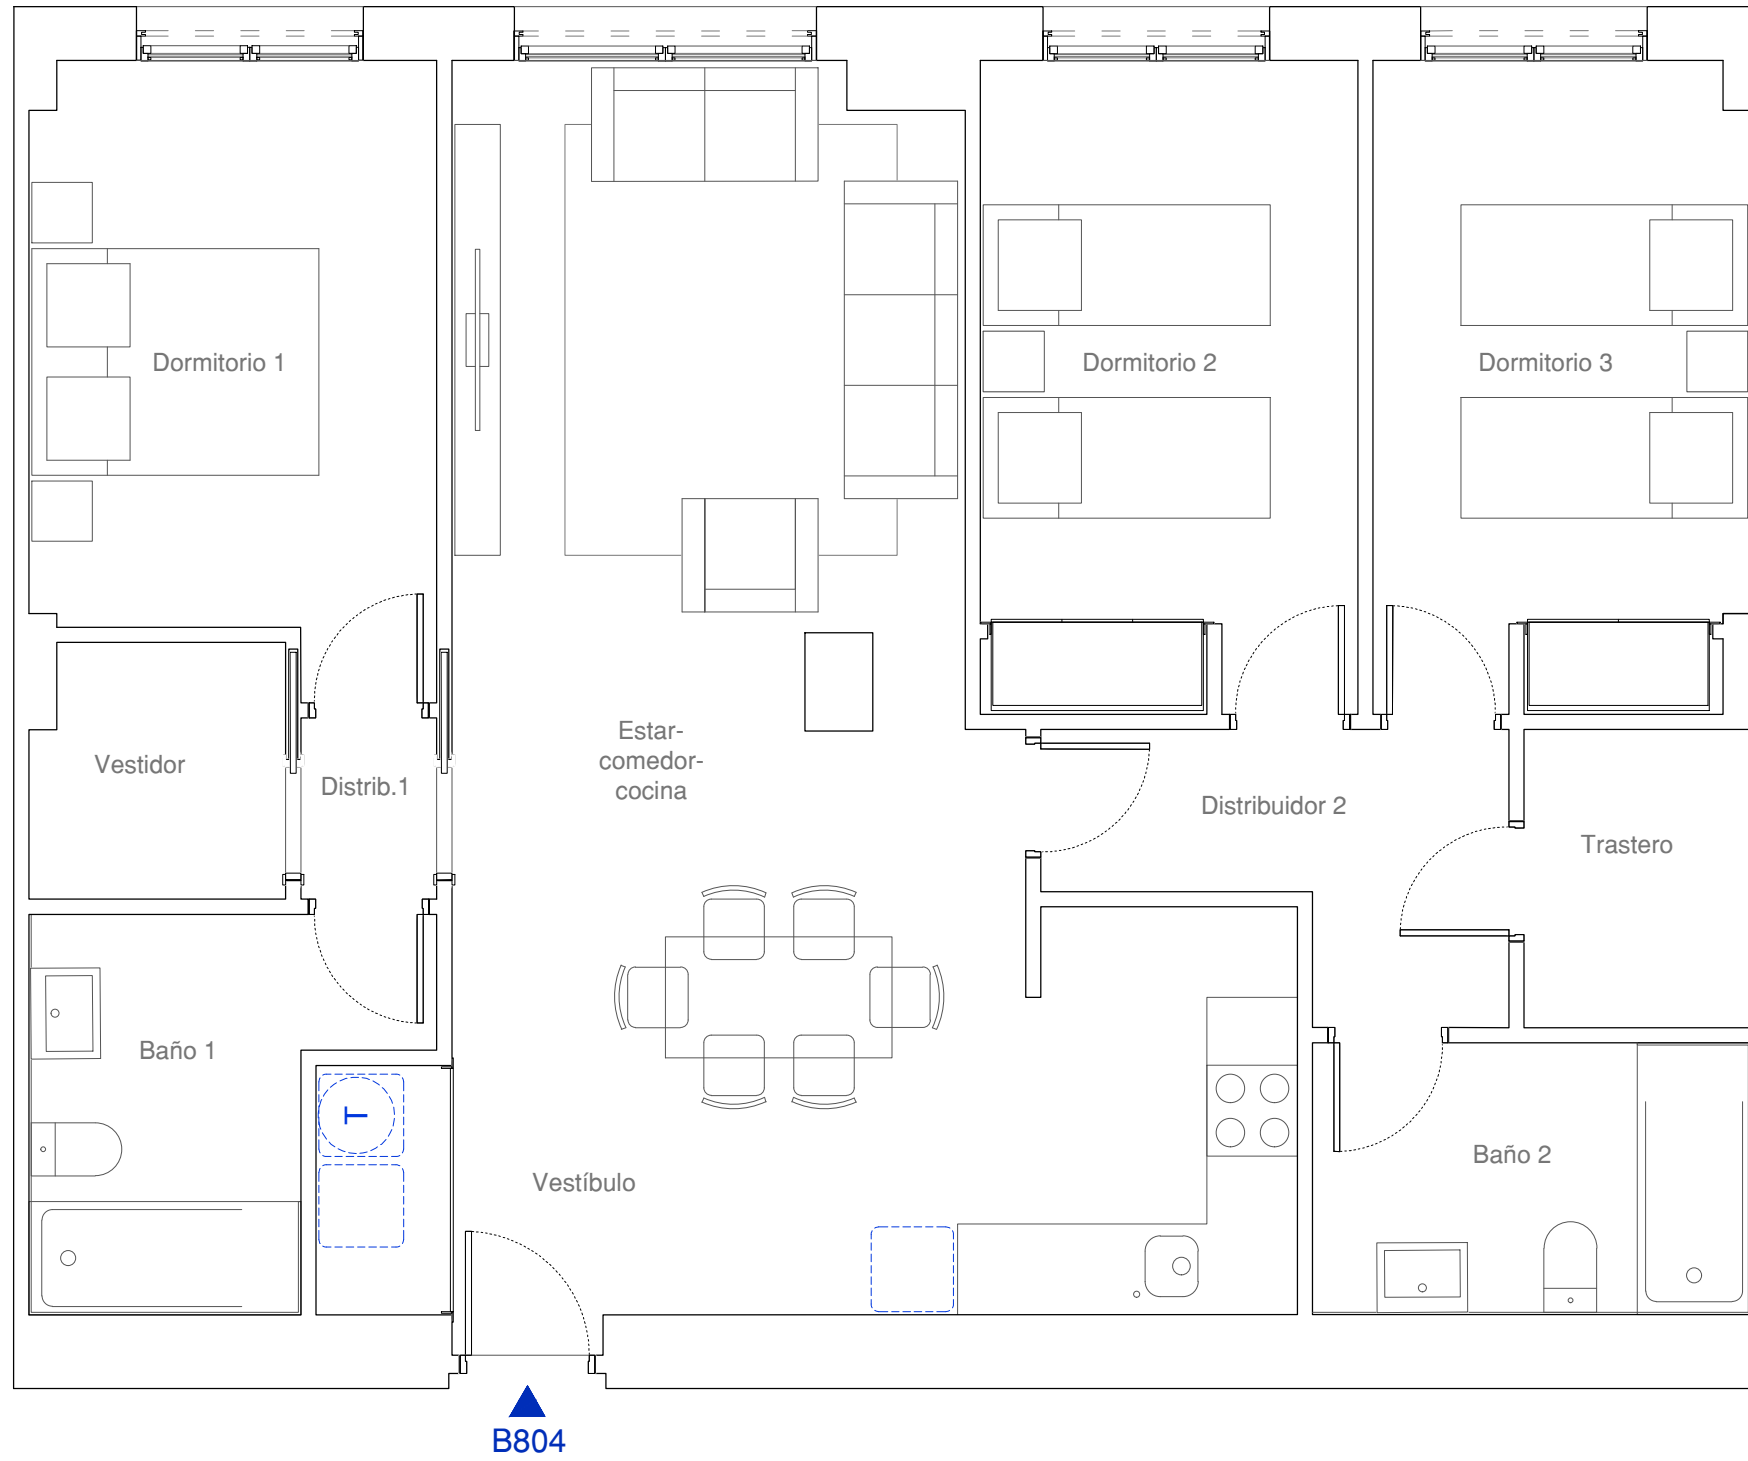 Dormitorio 1
Dormitorio 2
Dormitorio 3
Estar-
comedor-
cocina
Vestidor
Distrib.1
Distribuidor 2
Trastero
Baño 1
T
Vestíbulo
Baño 2
B804